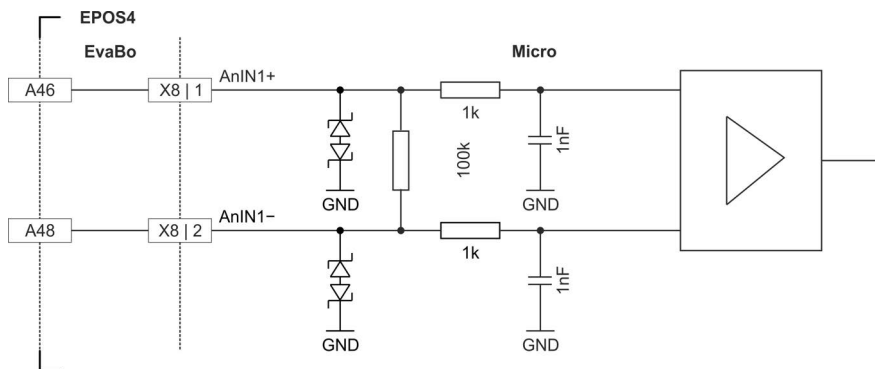 EPOS4
EvaBo
Micro
A46
X8 | 1
AnIN1+
1k
100k
1nF
GND
GND
A48
X8 | 2
AnIN1−
1k
1nF
GND
GND